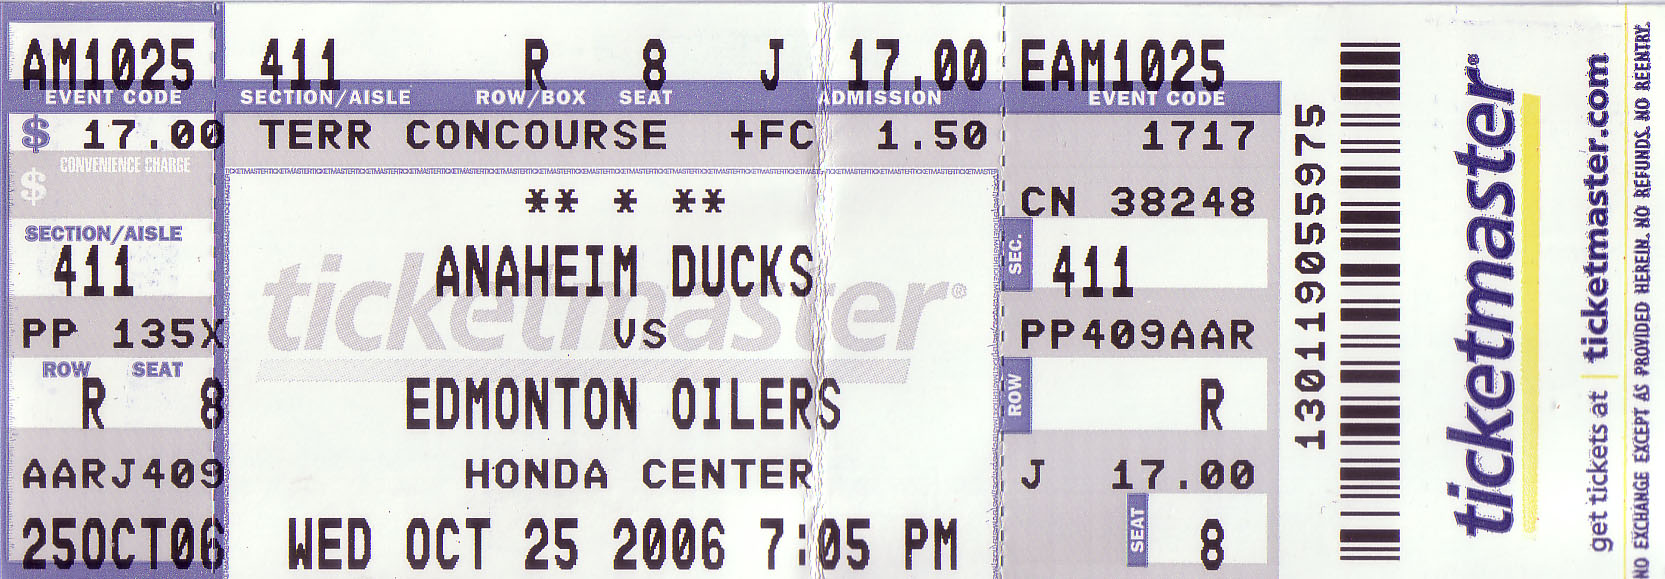 AM1025
EVENT CODE
$ 17.00
CONVENIENCE CHARGE
$
SECTION/AISLE
411
PP 135X
ROW SEAT
R 8
AARJ409
25OCT06
411 R 8 J 17.00
SECTION/AISLE ROW/BOX SEAT ADMISSION
TERR CONCOURSE +FC 1.50
** * **
ticketmaster®
ANAHEIM DUCKS
VS
EDMONTON OILERS
HONDA CENTER
WED OCT 25 2006 7:05 PM
EAM1025
EVENT CODE
1717
CN 38248
SEC. 411
PP409AAR
ROW R
J 17.00
SEAT 8
1301190559755
ticketmaster®
get tickets at | ticketmaster.com
NO EXCHANGE EXCEPT AS PROVIDED HEREIN. NO REFUNDS. NO REENTRY.